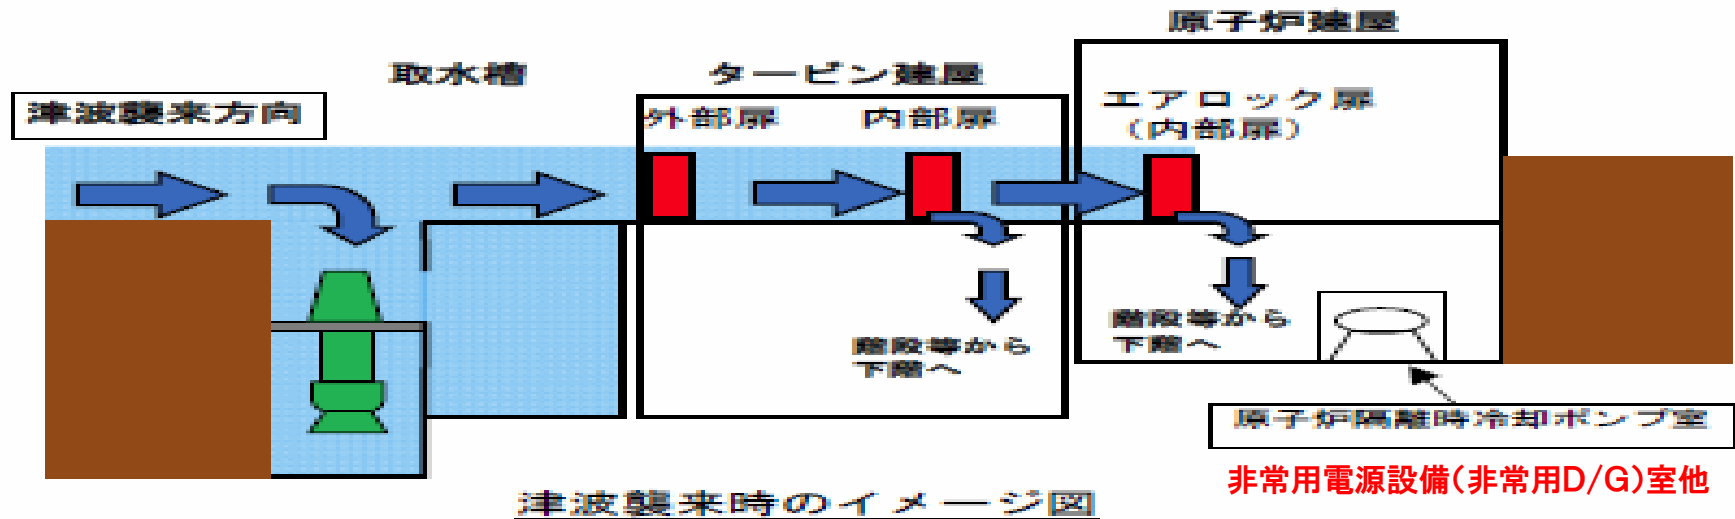 原子炉建屋
取水槽
タービン建屋
津波襲来方向
外部扉
内部扉
エアロック扉
(内部扉)
階段等から
下階へ
階段等から
下階へ
原子炉隔離時冷却ポンプ室
非常用電源設備(非常用D/G)室他
津波襲来時のイメージ図